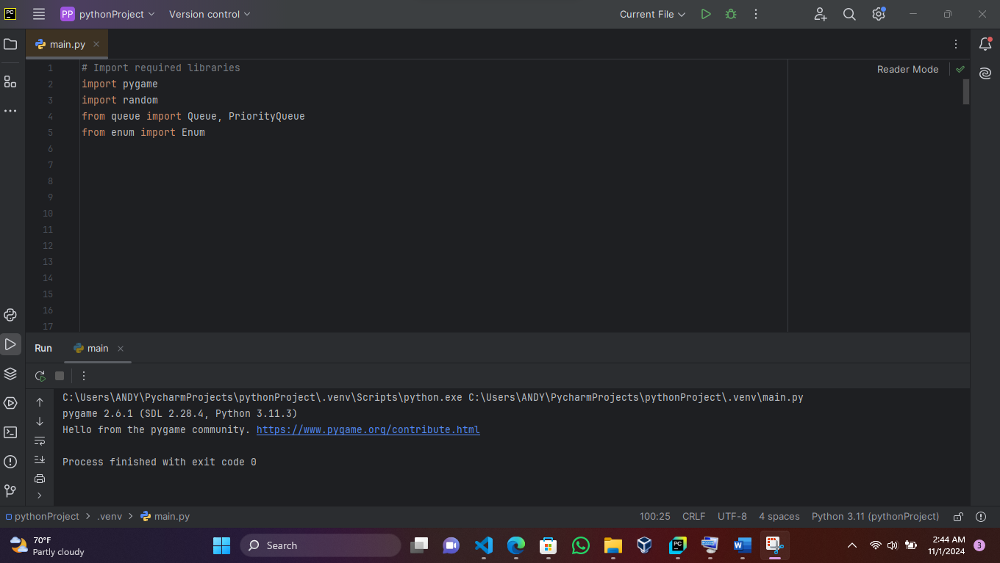 PC
PP pythonProject Version control Current File
main.py
Reader Mode
1 # Import required libraries
2 import pygame
3 import random
4 from queue import Queue, PriorityQueue
5 from enum import Enum
6
7
8
9
10
11
12
13
14
15
16
17
Run main
C:\Users\ANDY\PycharmProjects\pythonProject\.venv\Scripts\python.exe C:\Users\ANDY\PycharmProjects\pythonProject\.venv\main.py
pygame 2.6.1 (SDL 2.28.4, Python 3.11.3)
Hello from the pygame community. https://www.pygame.org/contribute.html
Process finished with exit code 0
pythonProject > .venv > main.py 100:25 CRLF UTF-8 4 spaces Python 3.11 (pythonProject)
70°F
Partly cloudy
Search
PC
2:44 AM
11/1/2024
3